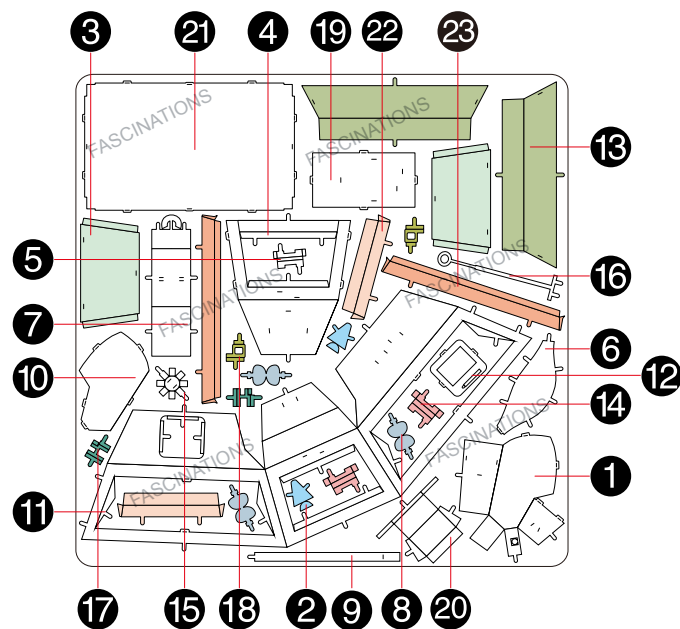 3 21 4 19 22 23
FASCINATIONS
FASCINATIONS
13
5
16
FASCINATIONS
FASCINATIONS
7
6
10
12
14
FASCINATIONS
1
FASCINATIONS
11
17 15 18 2 9 8 20